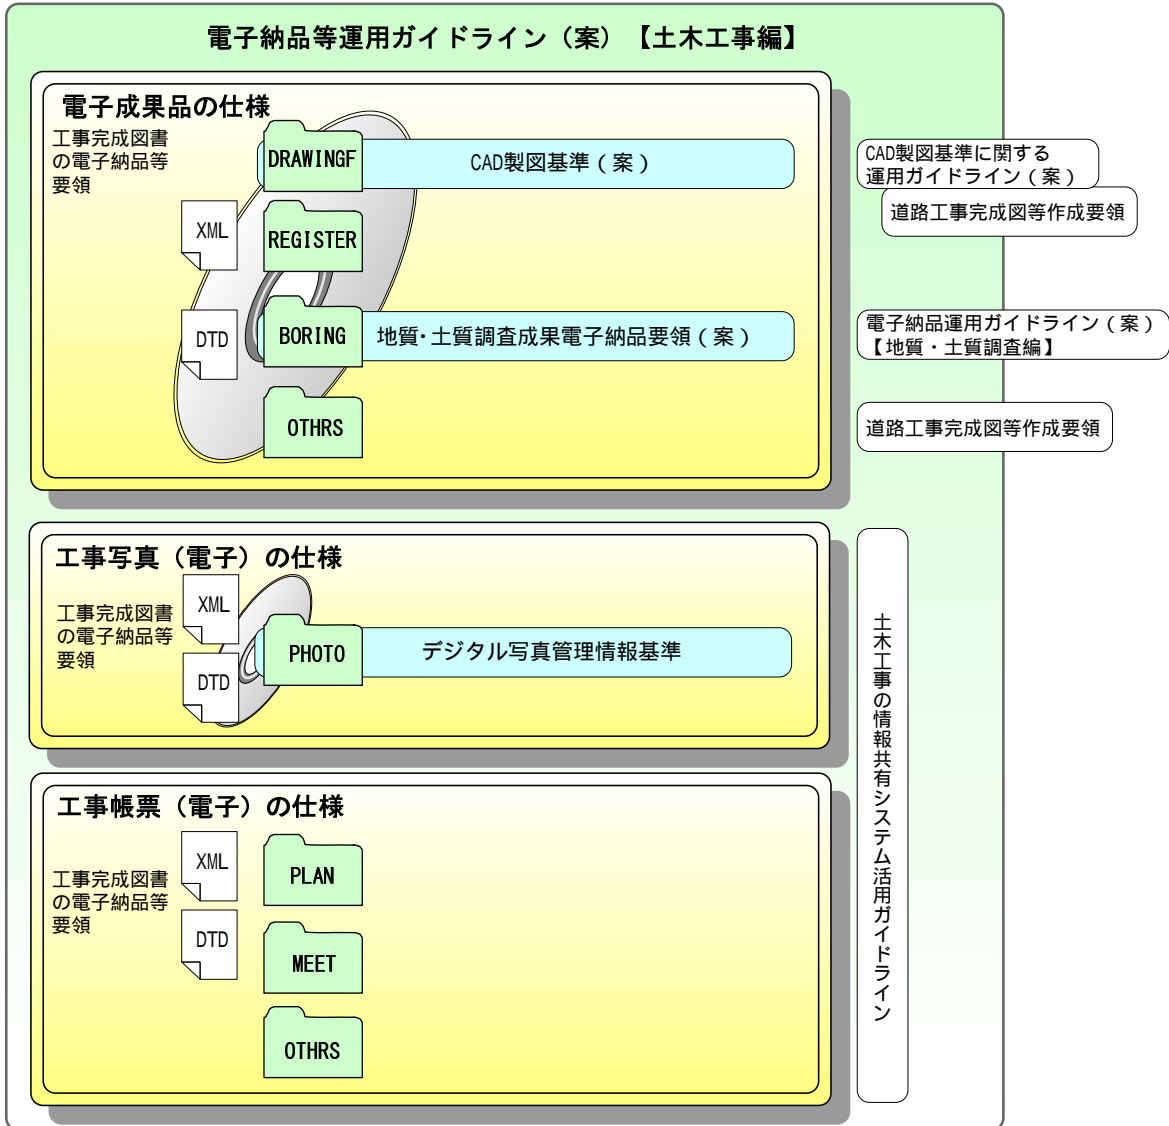 電子納品等運用ガイドライン（案）【土木工事編】
電子成果品の仕様
工事完成図書
の電子納品等
要領
DRAWINGF
CAD製図基準（案）
CAD製図基準に関する
運用ガイドライン（案）
道路工事完成図等作成要領
XML
REGISTER
DTD
BORING
地質・土質調査成果電子納品要領（案）
電子納品運用ガイドライン（案）
【地質・土質調査編】
OTHRS
道路工事完成図等作成要領
工事写真（電子）の仕様
工事完成図書
の電子納品等
要領
XML
DTD
PHOTO
デジタル写真管理情報基準
土木工事の情報共有システム活用ガイドライン
工事帳票（電子）の仕様
工事完成図書
の電子納品等
要領
XML
PLAN
DTD
MEET
OTHRS